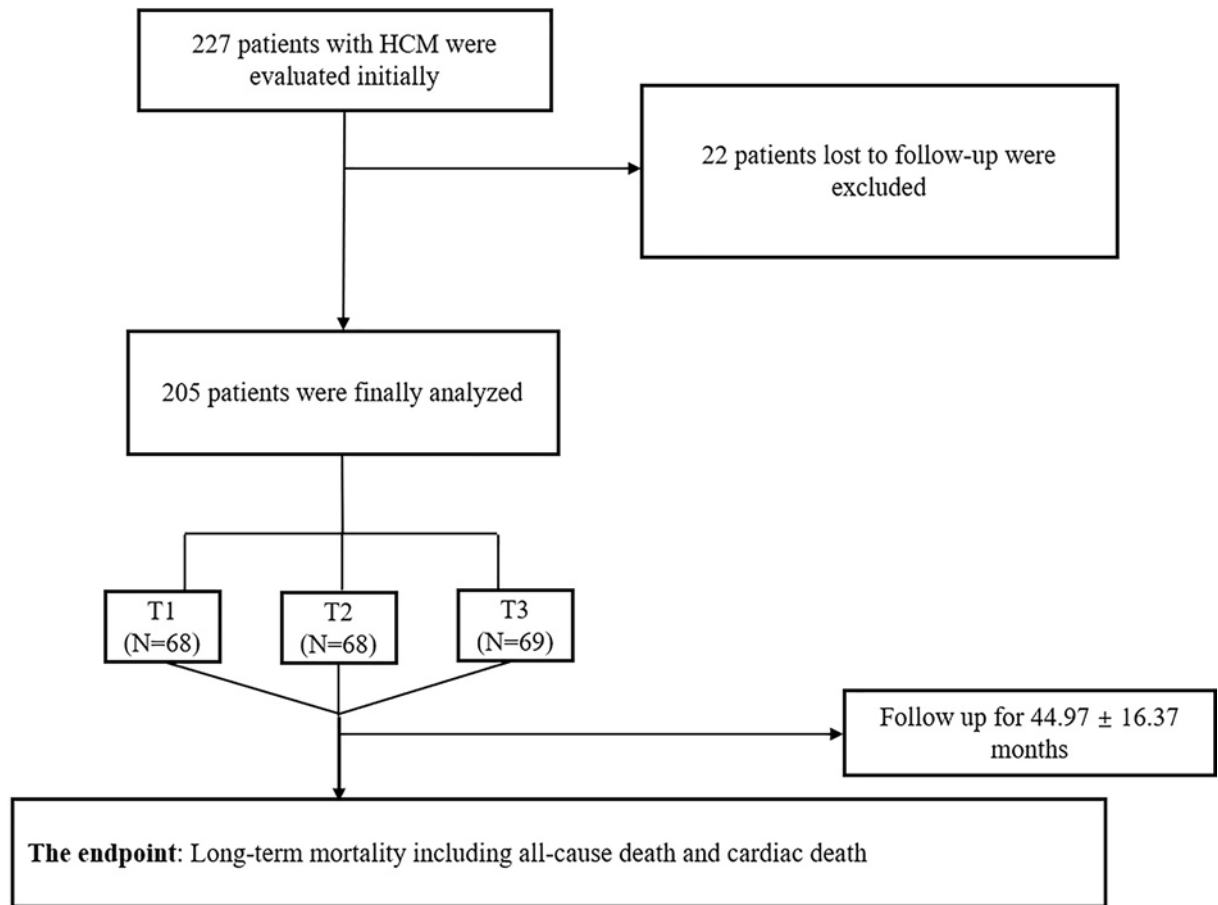 227 patients with HCM were
evaluated initially
22 patients lost to follow-up were
excluded
205 patients were finally analyzed
T1
(N=68)
T2
(N=68)
T3
(N=69)
Follow up for 44.97 ± 16.37
months
The endpoint: Long-term mortality including all-cause death and cardiac death